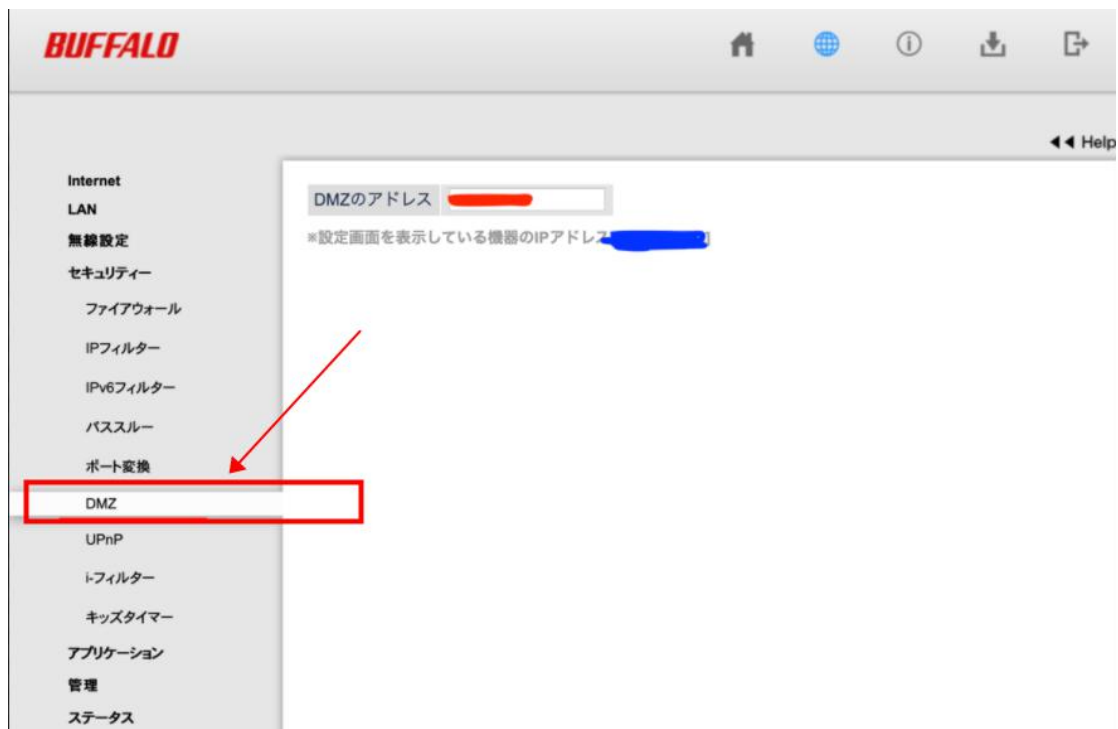 BUFFALO
Help
Internet
LAN
無線設定
セキュリティー
ファイアウォール
IPフィルター
IPv6フィルター
パススルー
ポート変換
DMZ
UPnP
i-フィルター
キッズタイマー
アプリケーション
管理
ステータス
DMZのアドレス
※設定画面を表示している機器のIPアドレス